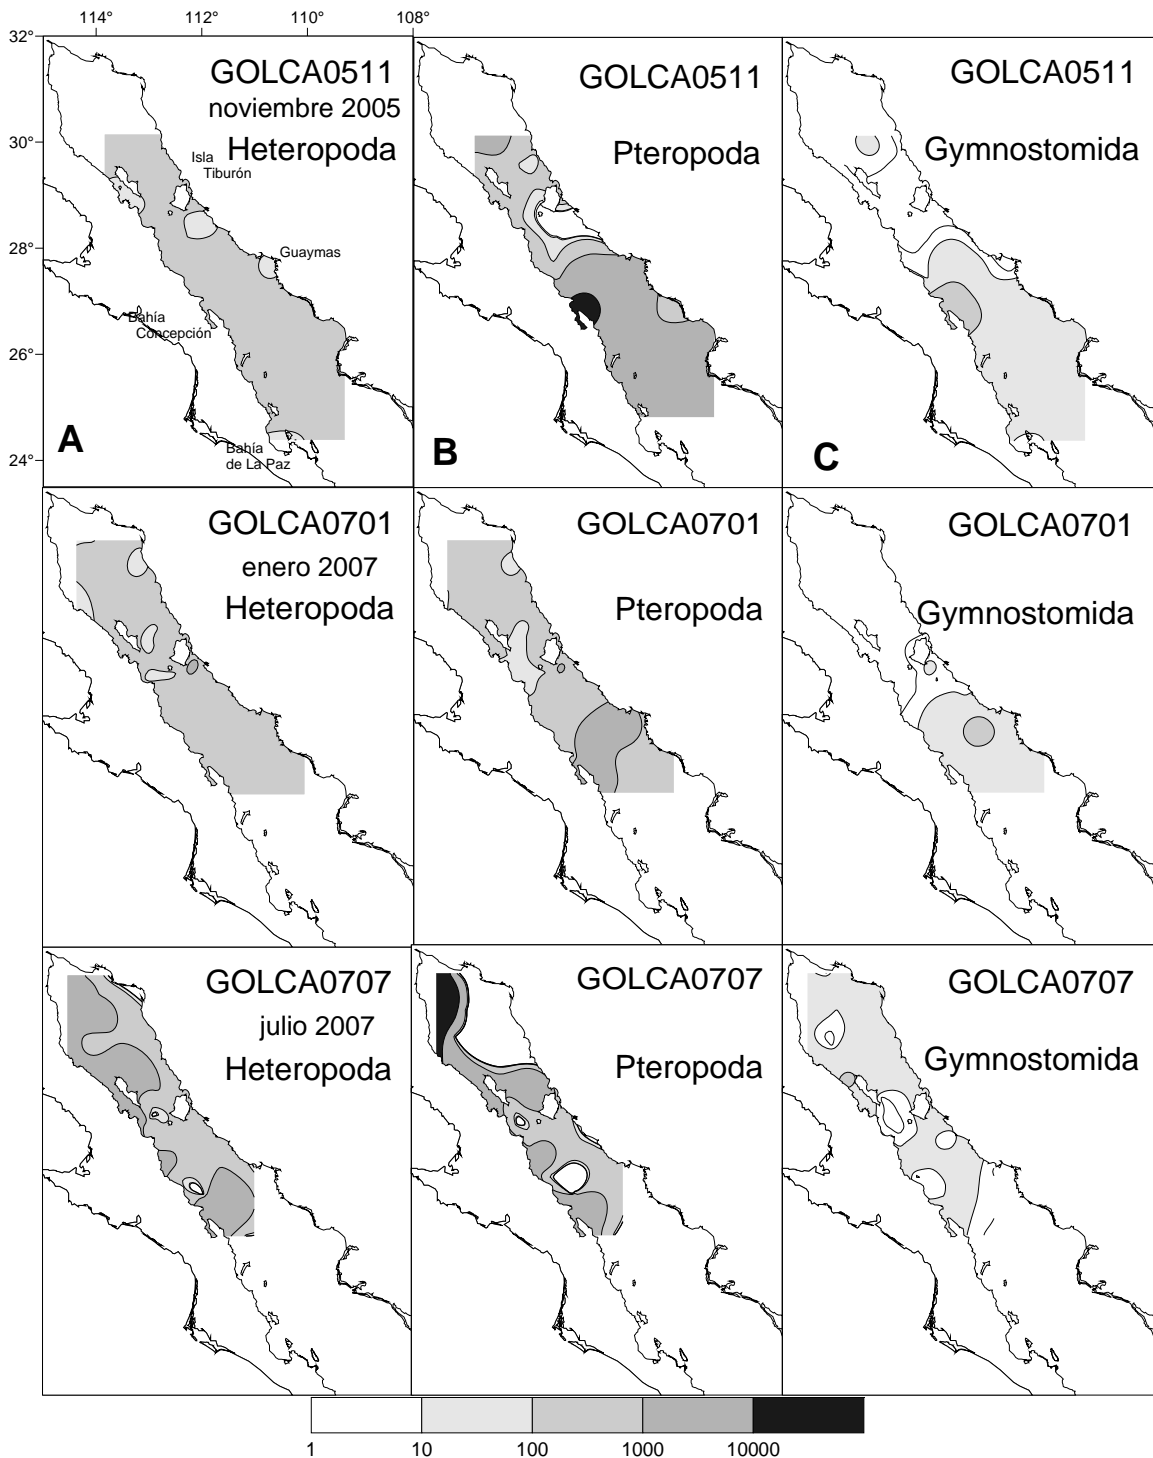 114°
112°
110°
108°
32°
30°
28°
26°
24°
GOLCA0511
noviembre 2005
Heteropoda
Isla
Tiburón
Guaymas
Bahía
Concepción
Bahía
de La Paz
A
GOLCA0511
Pteropoda
B
GOLCA0511
Gymnostomida
C
GOLCA0701
enero 2007
Heteropoda
GOLCA0701
Pteropoda
GOLCA0701
Gymnostomida
GOLCA0707
julio 2007
Heteropoda
GOLCA0707
Pteropoda
GOLCA0707
Gymnostomida
1 10 100 1000 10000